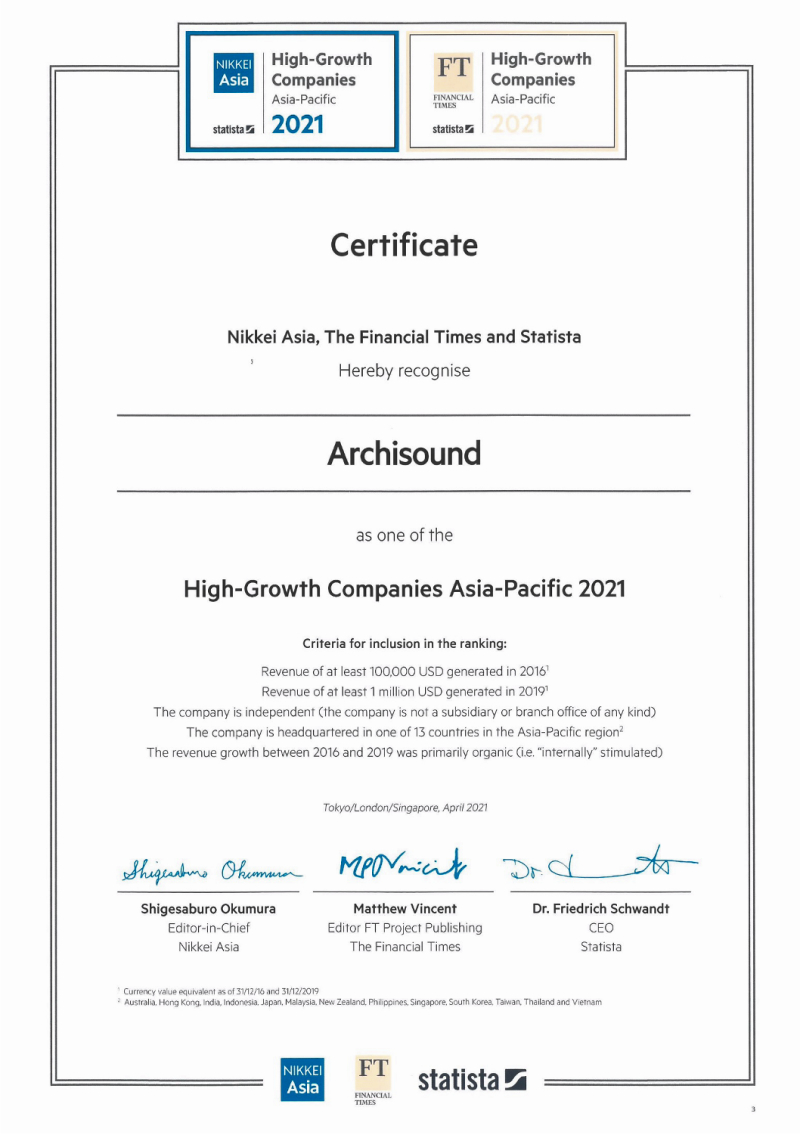 NIKKEI
Asia
statista
High-Growth
Companies
Asia-Pacific
2021
FT
FINANCIAL
TIMES
statista
High-Growth
Companies
Asia-Pacific
2021
Certificate
Nikkei Asia, The Financial Times and Statista
Hereby recognise
Archisound
as one of the
High-Growth Companies Asia-Pacific 2021
Criteria for inclusion in the ranking:
Revenue of at least 100,000 USD generated in 2016¹
Revenue of at least 1 million USD generated in 2019¹
The company is independent (the company is not a subsidiary or branch office of any kind)
The company is headquartered in one of 13 countries in the Asia-Pacific region²
The revenue growth between 2016 and 2019 was primarily organic (i.e. "internally" stimulated)
Tokyo/London/Singapore, April 2021
Shigesaburo Okumura
Dr.
Shigesaburo Okumura
Editor-in-Chief
Nikkei Asia
Matthew Vincent
Editor FT Project Publishing
The Financial Times
Dr. Friedrich Schwandt
CEO
Statista
¹ Currency value equivalent as of 31/12/16 and 31/12/2019
² Australia, Hong Kong, India, Indonesia, Japan, Malaysia, New Zealand, Philippines, Singapore, South Korea, Taiwan, Thailand and Vietnam
NIKKEI
Asia
FT
FINANCIAL
TIMES
statista
3